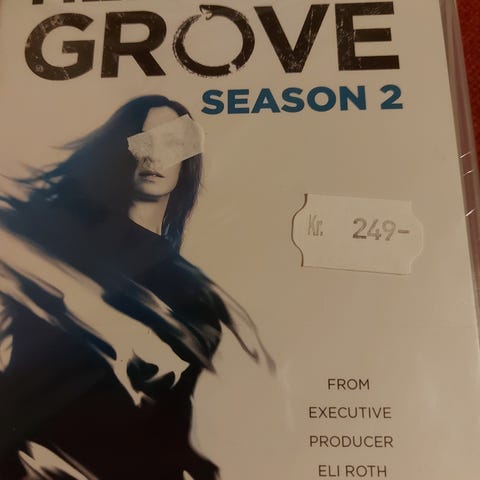 GROVE
SEASON 2
Kr. 249-
FROM
EXECUTIVE
PRODUCER
ELI ROTH